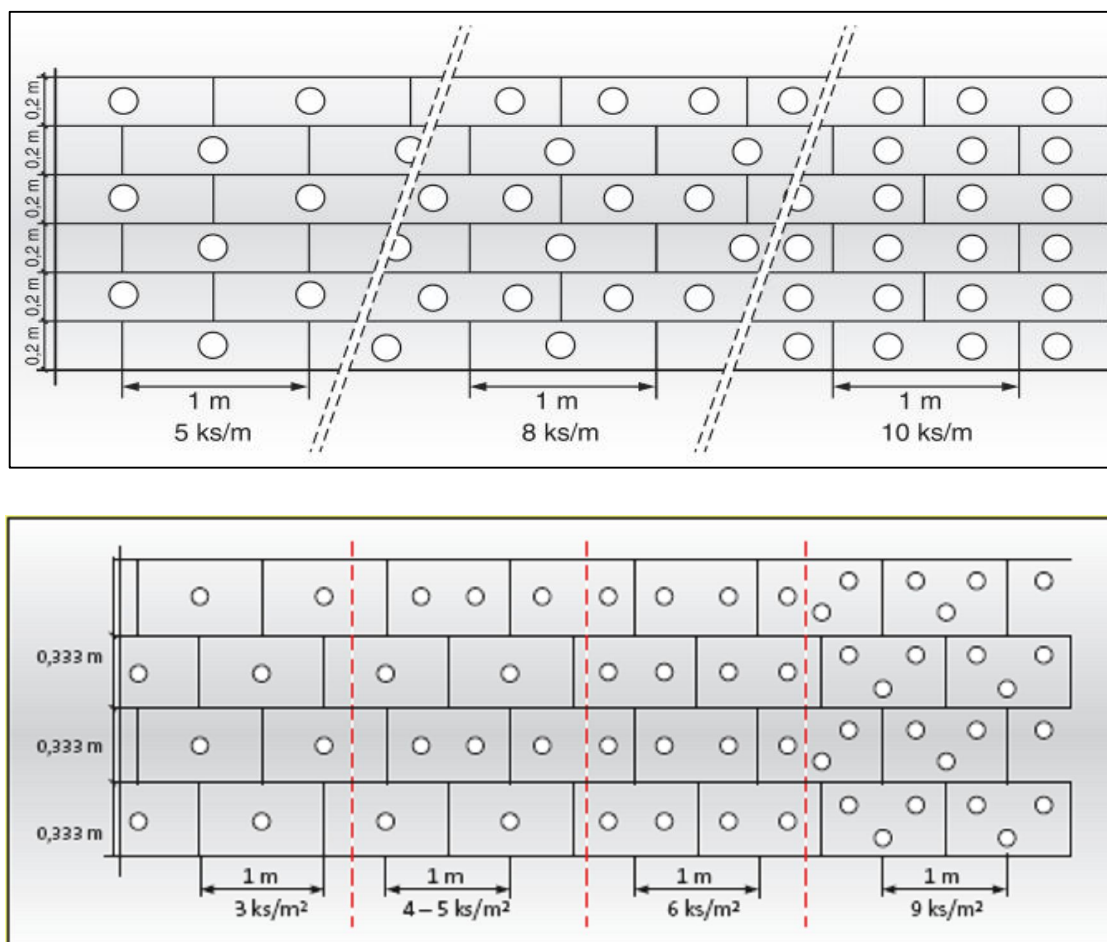 0,2 m
0,2 m
0,2 m
0,2 m
0,2 m
0,2 m
1 m
5 ks/m
1 m
8 ks/m
1 m
10 ks/m
0,333 m
0,333 m
0,333 m
1 m
3 ks/m²
1 m
4 – 5 ks/m²
1 m
6 ks/m²
1 m
9 ks/m²